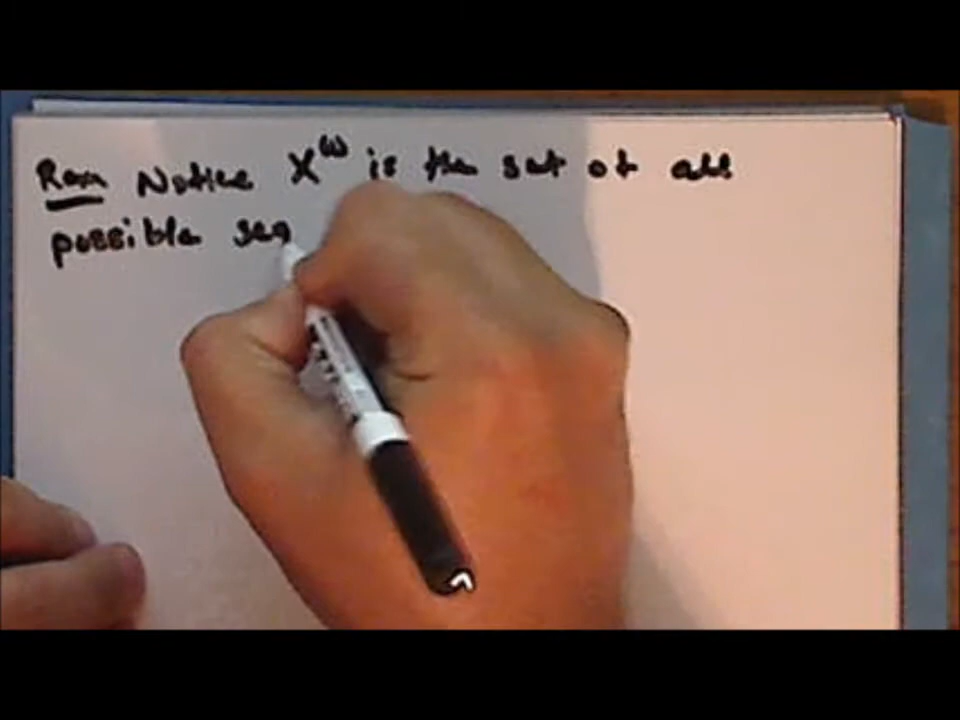 Rem Notice X^ω is the set of all
possible seq